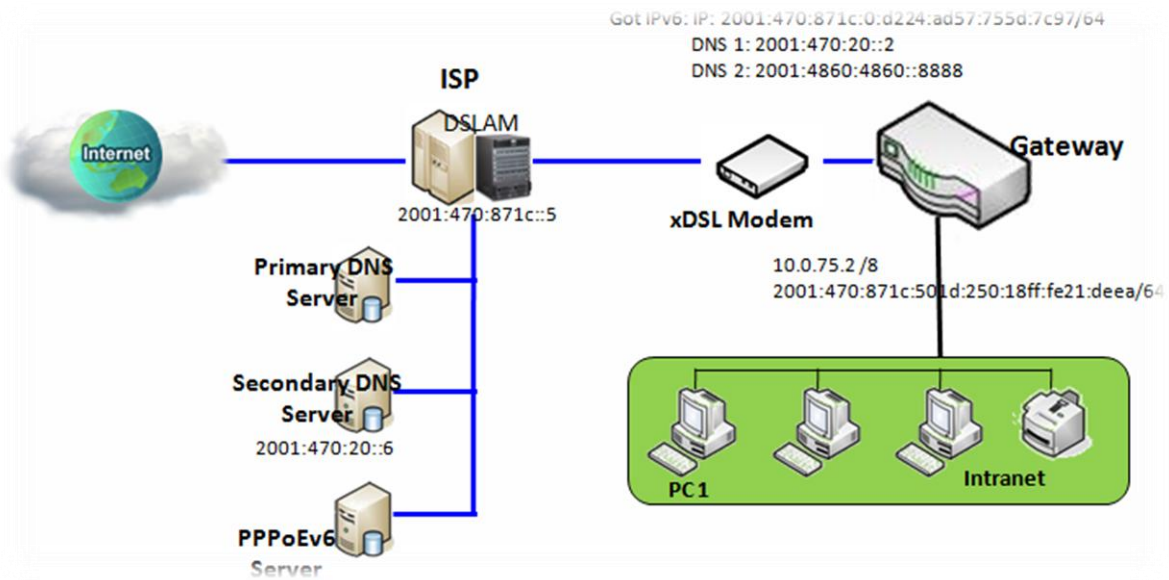 Got IPv6: IP: 2001:470:871c:0:d224:ad57:755d:7c97/64
DNS 1: 2001:470:20::2
DNS 2: 2001:4860:4860::8888
ISP
DSLAM
Internet
Gateway
2001:470:871c::5
xDSL Modem
Primary DNS
Server
10.0.75.2 /8
2001:470:871c:501d:250:18ff:fe21:deea/64
Secondary DNS
Server
2001:470:20::6
PC1
Intranet
PPPoEv6
Server